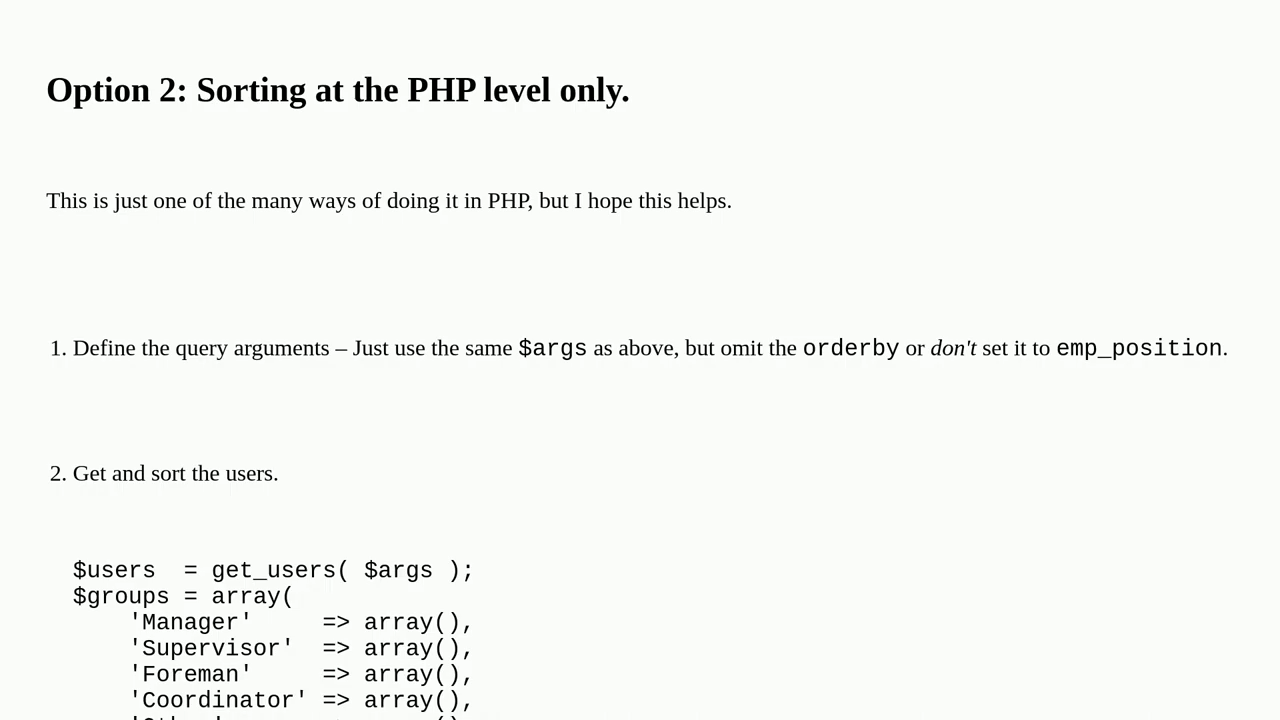 Option 2: Sorting at the PHP level only.
This is just one of the many ways of doing it in PHP, but I hope this helps.
1. Define the query arguments – Just use the same $args as above, but omit the orderby or don't set it to emp_position.
2. Get and sort the users.
$users  = get_users( $args );
$groups = array(
    'Manager'     => array(),
    'Supervisor'  => array(),
    'Foreman'     => array(),
    'Coordinator' => array(),